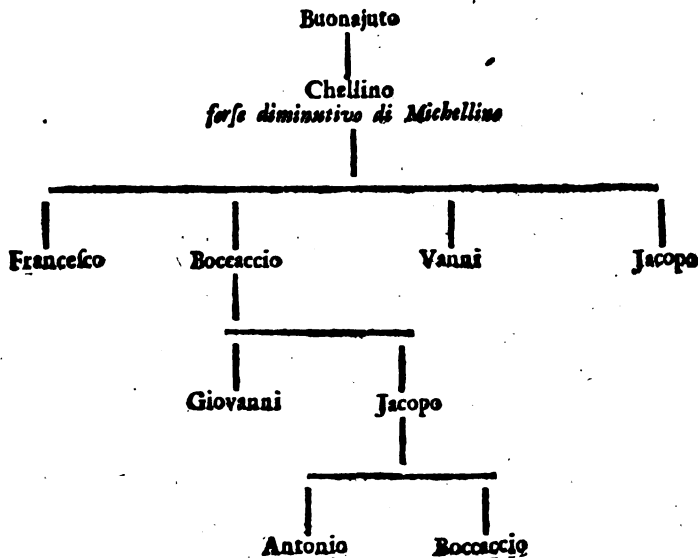 Buonajuto
Chellino
forſe diminutivo di Michellino
Franceſco Boccaccio Vanni Jacopo
Giovanni Jacopo
Antonio Boccaccio